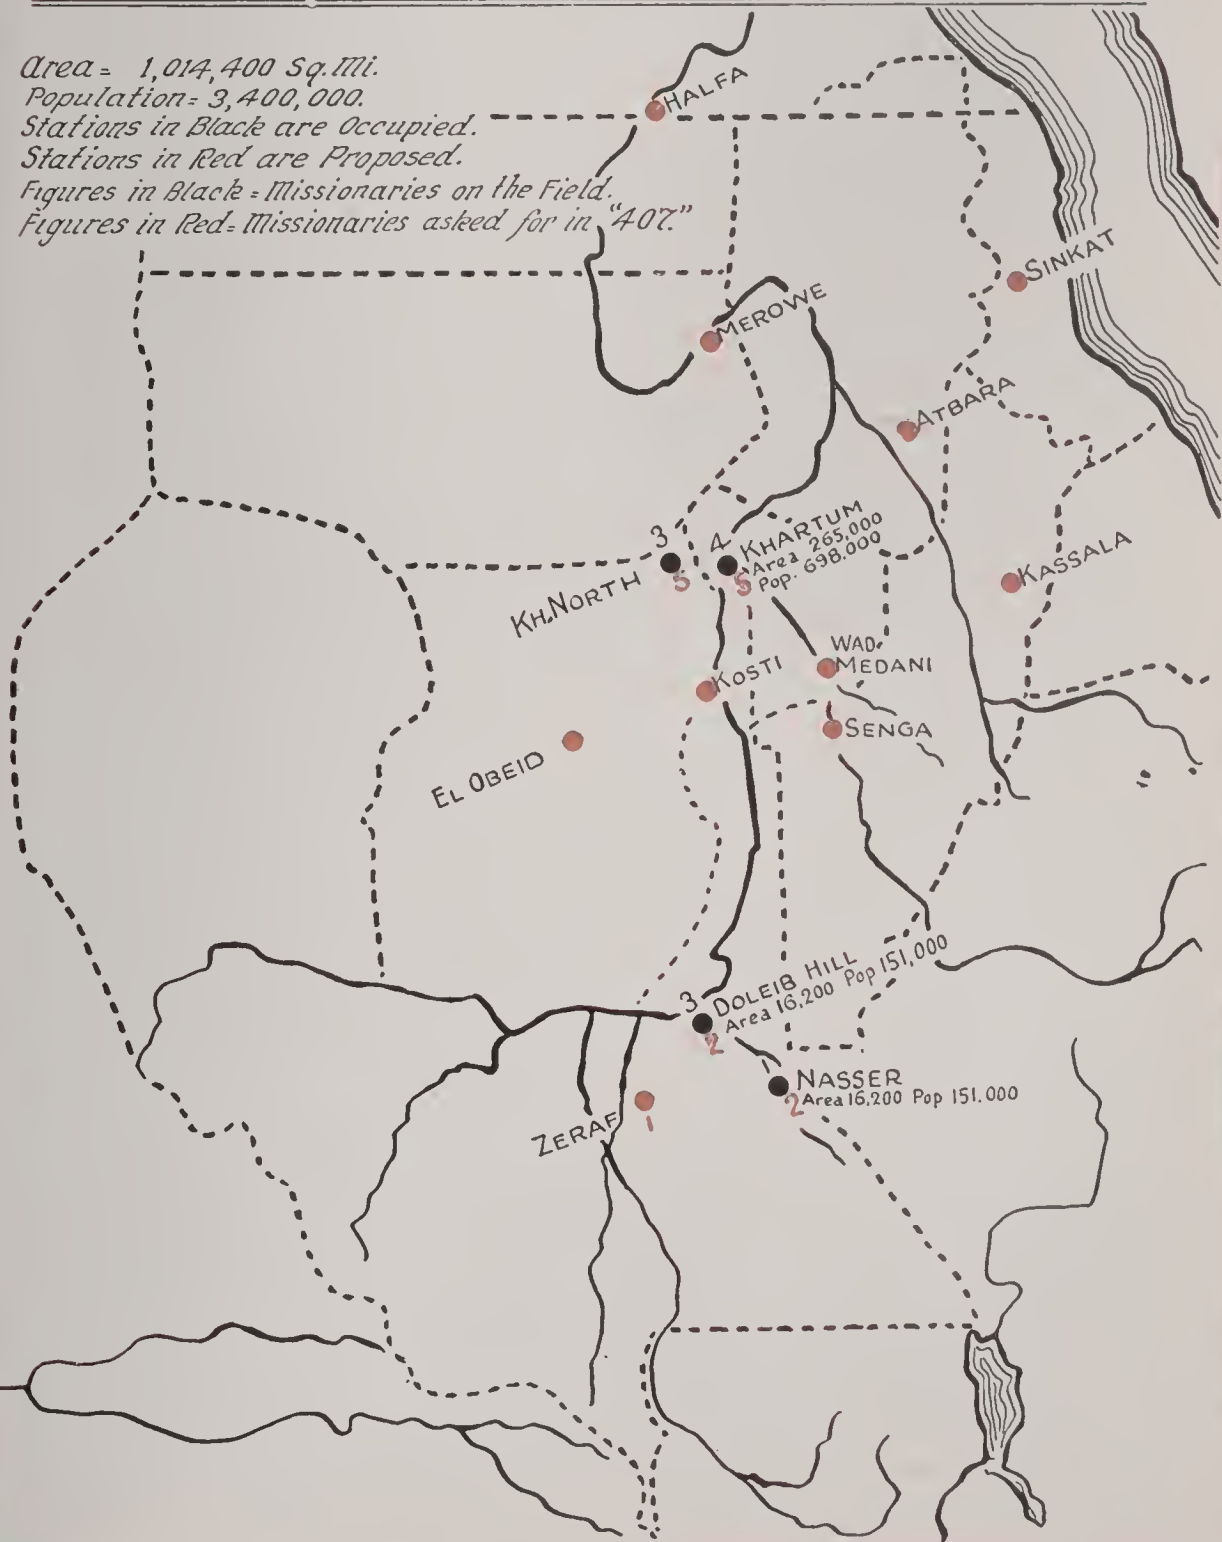 Area = 1,014,400 Sq. Mi.
Population = 3,400,000.
Stations in Black are Occupied.
Stations in Red are Proposed.
Figures in Black = Missionaries on the Field.
Figures in Red = Missionaries asked for in "407."
HALFA
SINKAT
MEROWE
ATBARA
3
KH. NORTH
5
4
KHARTUM
Area 265,000
Pop. 698.000
5
KASSALA
WAD.
MEDANI
KOSTI
SENGA
EL OBEID
3
DOLEIB HILL
Area 16,200 Pop 151,000
2
NASSER
Area 16,200 Pop 151.000
2
ZERAF
1